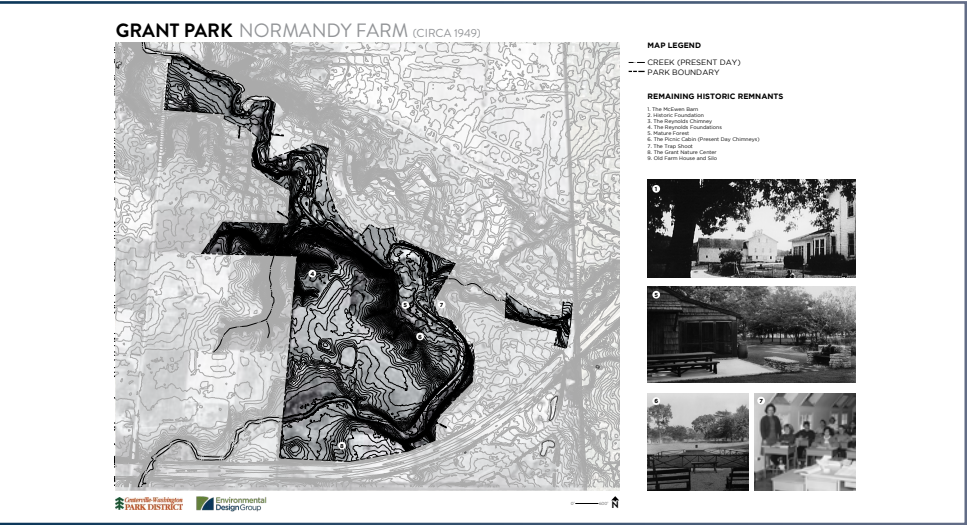 GRANT PARK NORMANDY FARM (CIRCA 1949)
MAP LEGEND
CREEK (PRESENT DAY)
PARK BOUNDARY
REMAINING HISTORIC REMNANTS
1. The McEwen Barn
2. Historic Foundation
3. The Reynolds Chimney
4. The Reynolds Foundations
5. Mature Forest
6. The Picnic Cabin (Present Day Chimneys)
7. The Trap Shoot
8. The Grant Nature Center
9. Old Farm House and Silo
4
7
6
8
1
5
6
7
Centerville-Washington
PARK DISTRICT
Environmental
DesignGroup
N